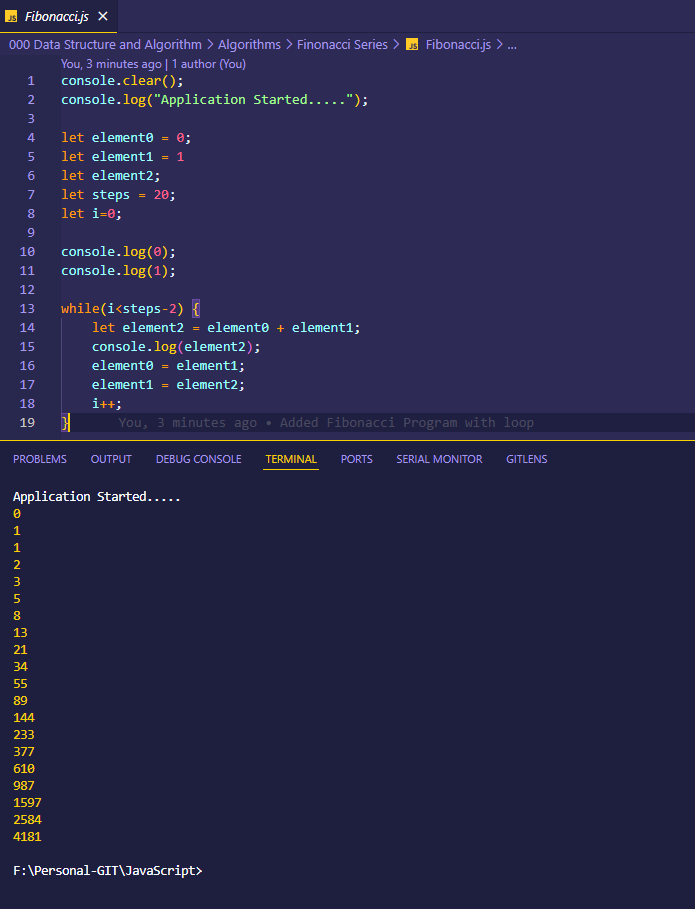 JS Fibonacci.js ×
000 Data Structure and Algorithm > Algorithms > Finonacci Series > JS Fibonacci.js > ...
You, 3 minutes ago | 1 author (You)
1 console.clear();
2 console.log("Application Started.....");
3
4 let element0 = 0;
5 let element1 = 1
6 let element2;
7 let steps = 20;
8 let i=0;
9
10 console.log(0);
11 console.log(1);
12
13 while(i<steps-2) {
14 let element2 = element0 + element1;
15 console.log(element2);
16 element0 = element1;
17 element1 = element2;
18 i++;
19 } You, 3 minutes ago • Added Fibonacci Program with loop
PROBLEMS OUTPUT DEBUG CONSOLE TERMINAL PORTS SERIAL MONITOR GITLENS
Application Started.....
0
1
1
2
3
5
8
13
21
34
55
89
144
233
377
610
987
1597
2584
4181
F:\Personal-GIT\JavaScript>